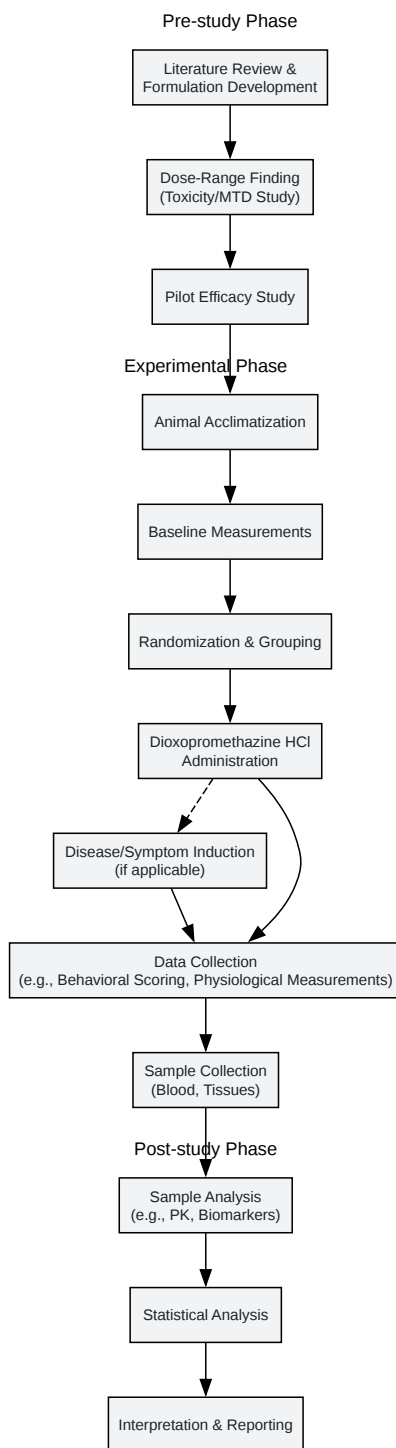 Pre-study Phase
Literature Review &
Formulation Development
Dose-Range Finding
(Toxicity/MTD Study)
Pilot Efficacy Study
Experimental Phase
Animal Acclimatization
Baseline Measurements
Randomization & Grouping
Dioxopromethazine HCl
Administration
Disease/Symptom Induction
(if applicable)
Data Collection
(e.g., Behavioral Scoring, Physiological Measurements)
Sample Collection
(Blood, Tissues)
Post-study Phase
Sample Analysis
(e.g., PK, Biomarkers)
Statistical Analysis
Interpretation & Reporting